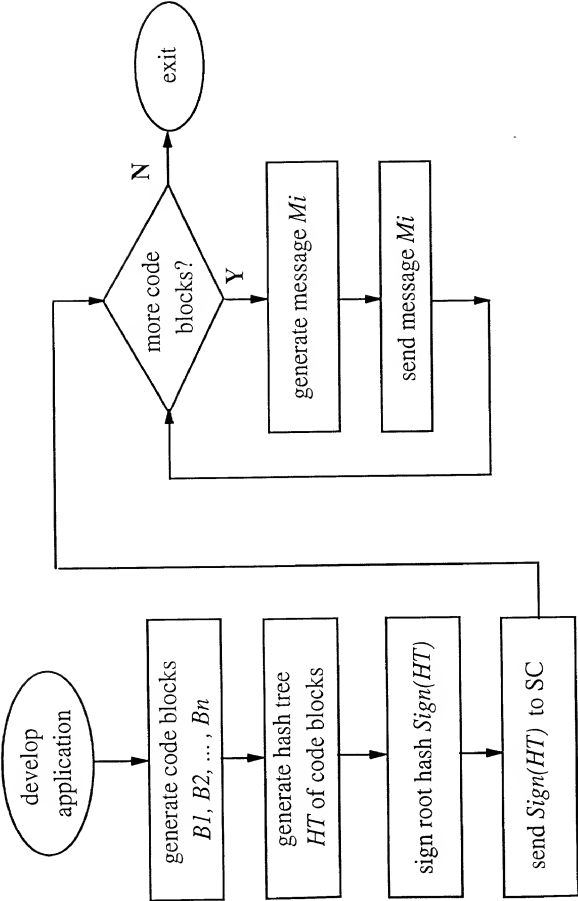 develop
application
generate code blocks
B1, B2, ... , Bn
generate hash tree
HT of code blocks
sign root hash Sign(HT)
send Sign(HT) to SC
more code
blocks?
N
exit
Y
generate message Mi
send message Mi